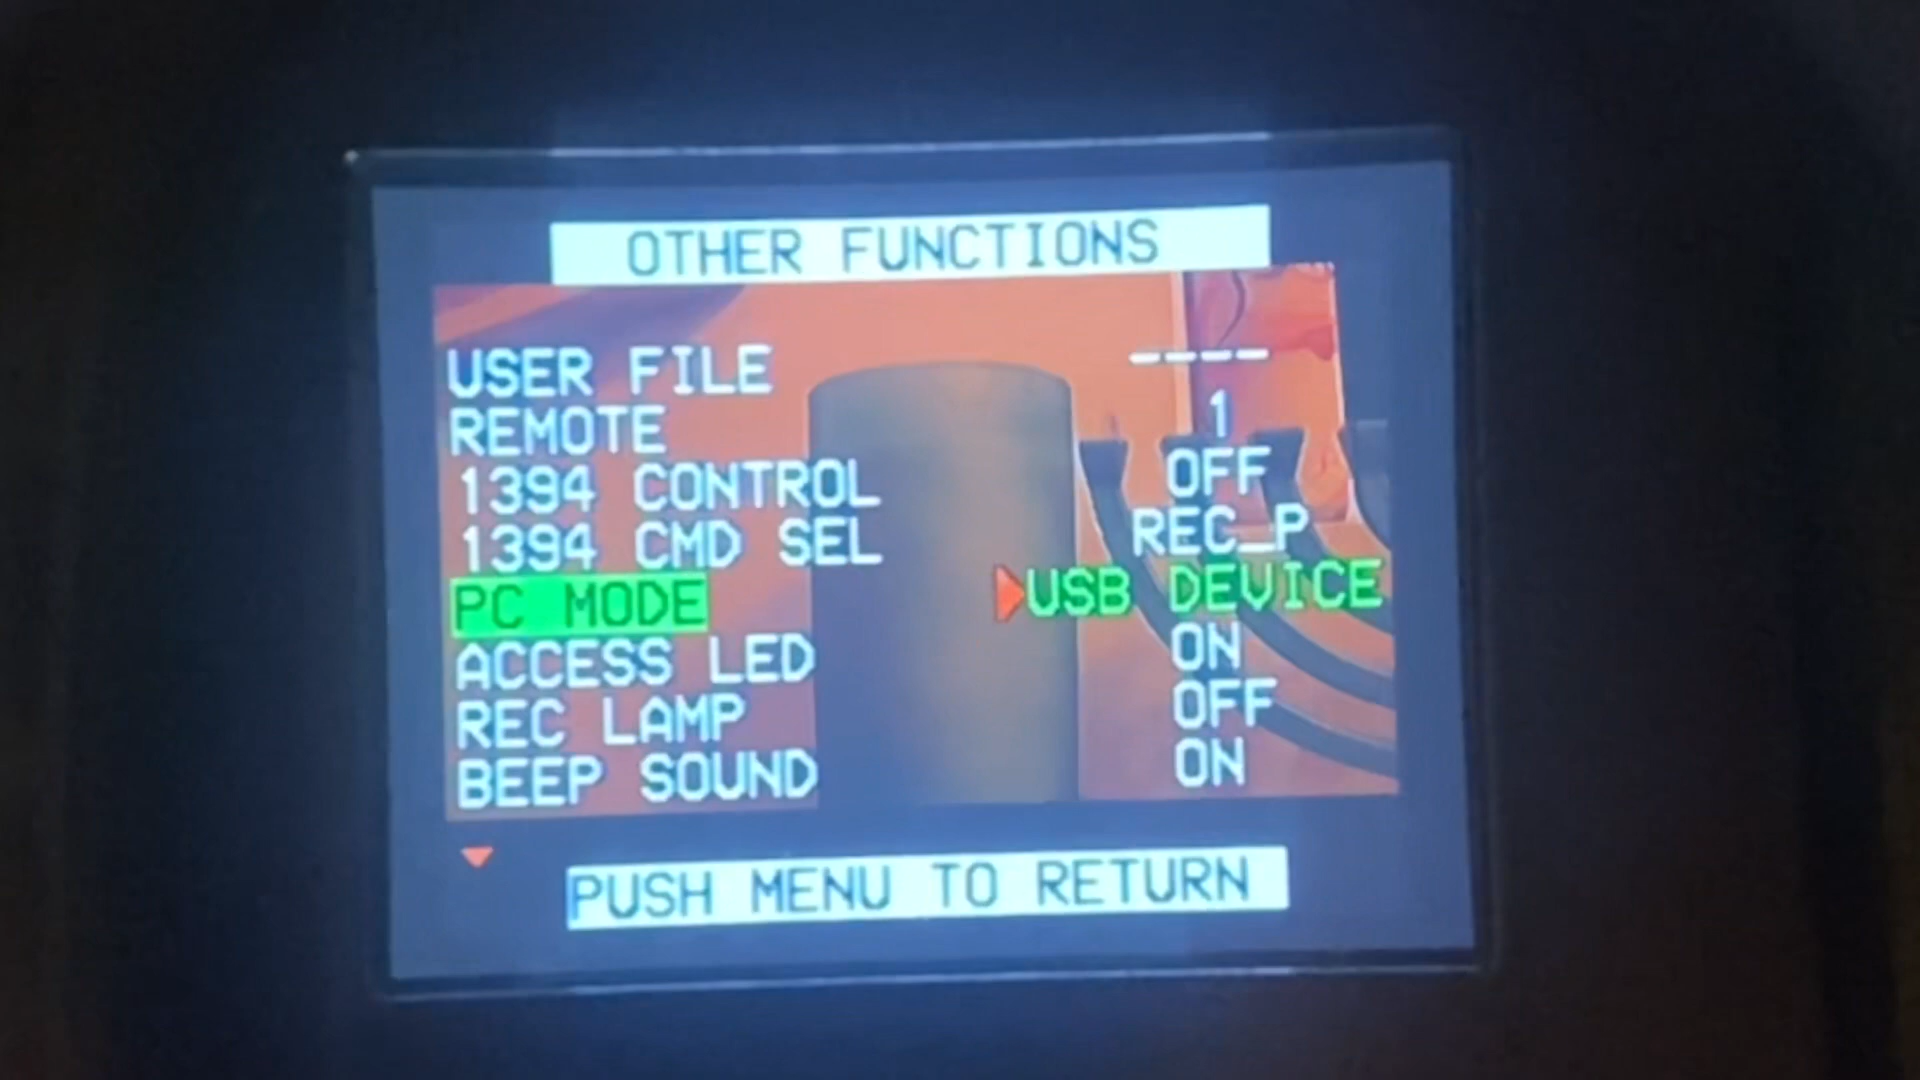 OTHER FUNCTIONS
USER FILE ----
REMOTE 1
1394 CONTROL OFF
1394 CMD SEL REC_P
PC MODE USB DEVICE
ACCESS LED ON
REC LAMP OFF
BEEP SOUND ON
PUSH MENU TO RETURN